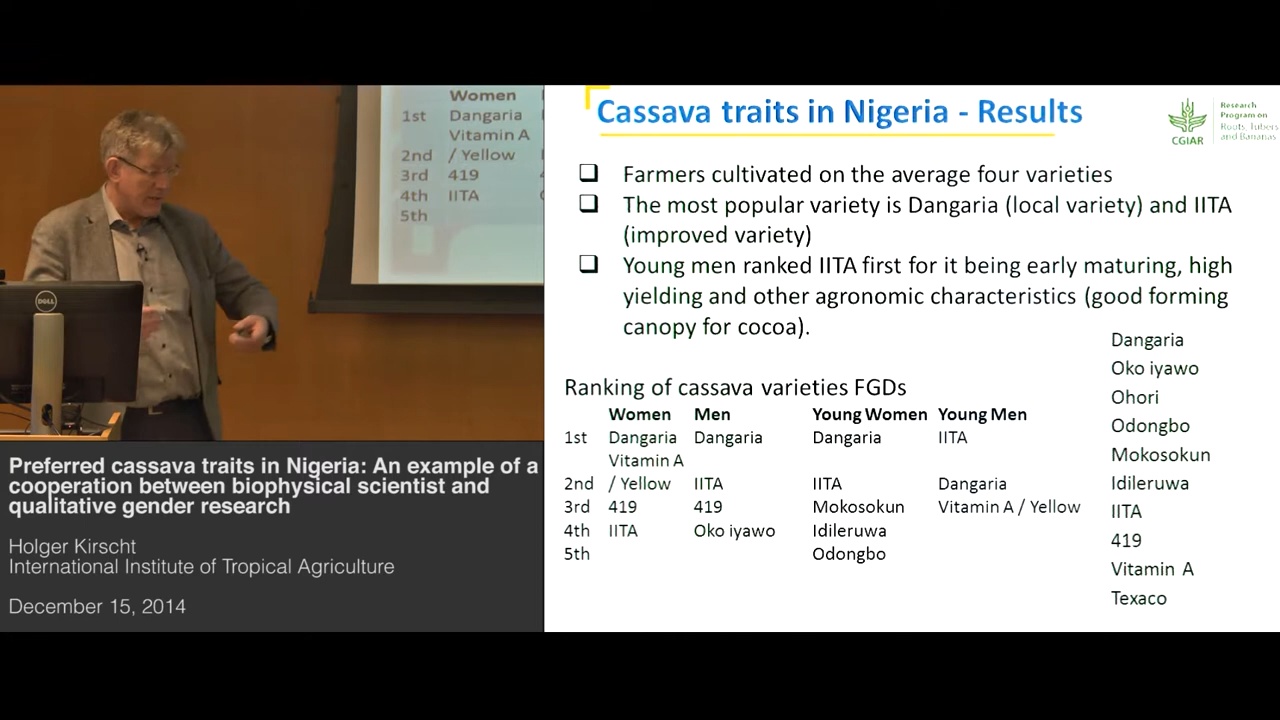 Women
1st Dangaria
Vitamin A
2nd / Yellow
3rd 419
4th IITA
5th
DELL
Preferred cassava traits in Nigeria: An example of a
cooperation between biophysical scientist and
qualitative gender research
Holger Kirscht
International Institute of Tropical Agriculture
December 15, 2014
Cassava traits in Nigeria - Results
CGIAR
Research
Program on
Roots, Tubers
and Bananas
Farmers cultivated on the average four varieties
The most popular variety is Dangaria (local variety) and IITA
(improved variety)
Young men ranked IITA first for it being early maturing, high
yielding and other agronomic characteristics (good forming
canopy for cocoa).
Ranking of cassava varieties FGDs
Women Men Young Women Young Men
1st Dangaria Dangaria Dangaria IITA
Vitamin A
2nd / Yellow IITA IITA Dangaria
3rd 419 419 Mokosokun Vitamin A / Yellow
4th IITA Oko iyawo Idileruwa
5th Odongbo
Dangaria
Oko iyawo
Ohori
Odongbo
Mokosokun
Idileruwa
IITA
419
Vitamin A
Texaco